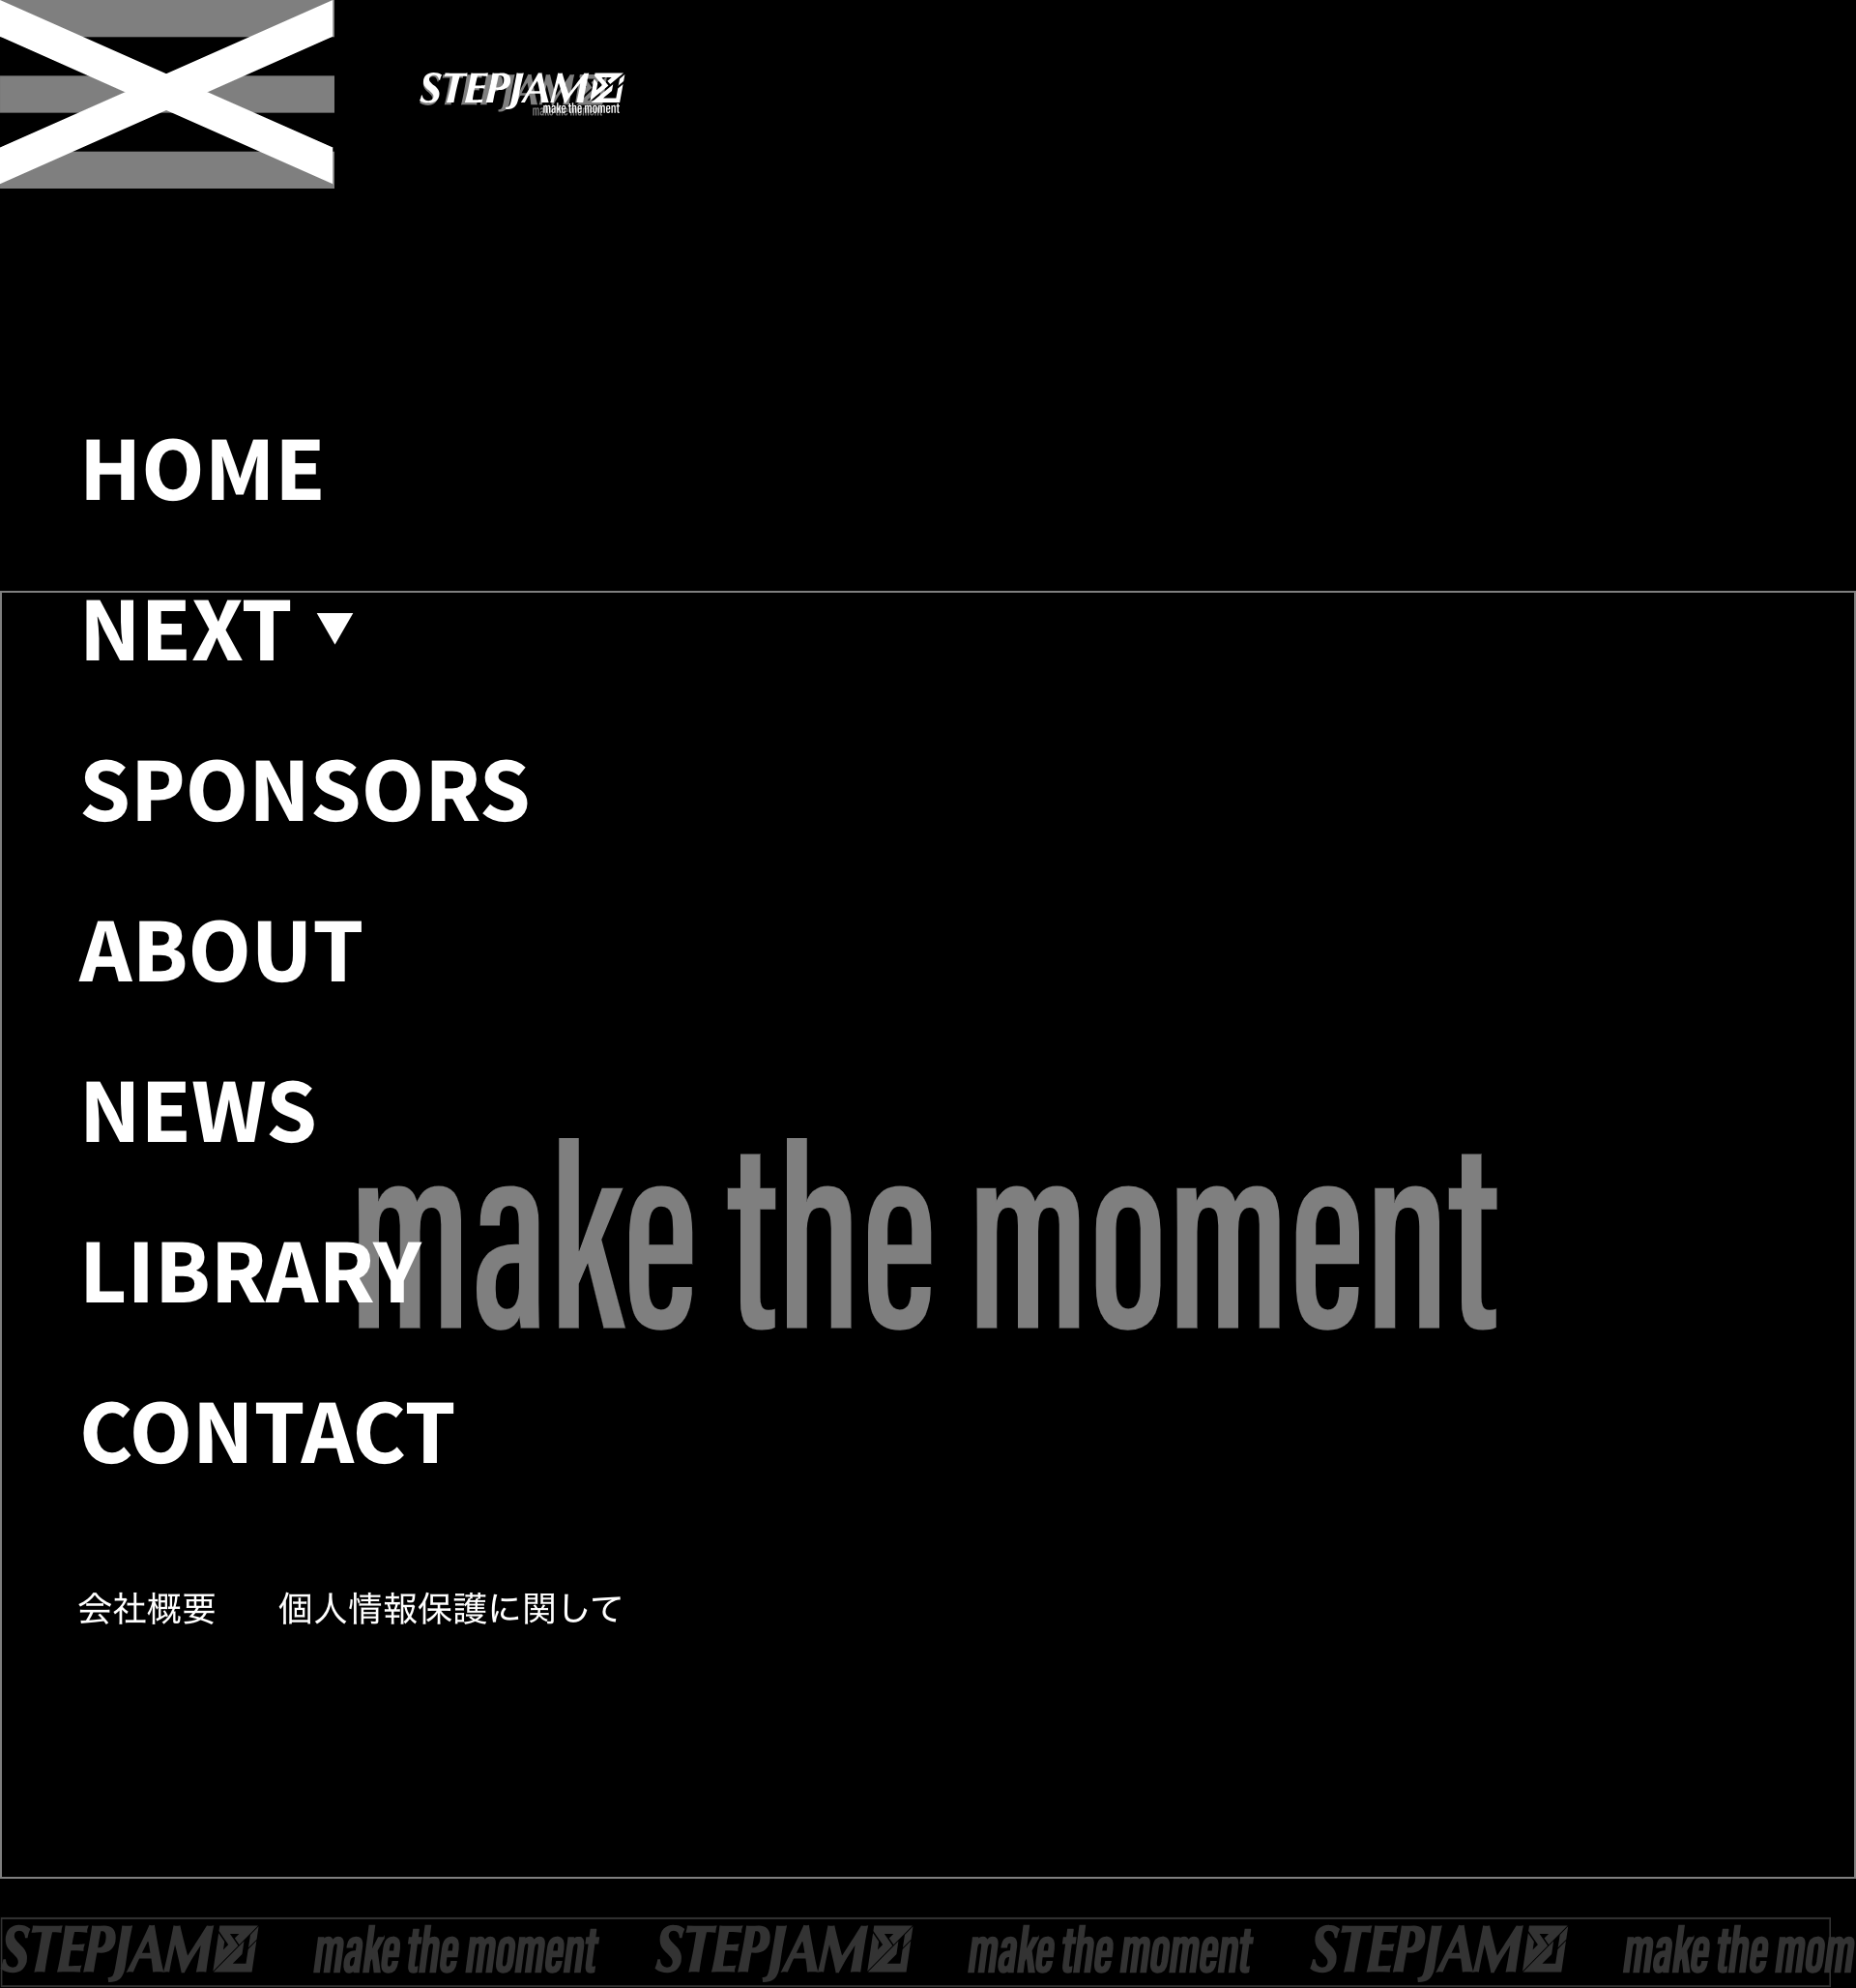 STEPJAM
make the moment
HOME
NEXT ▼
SPONSORS
ABOUT
NEWS
make the moment
LIBRARY
CONTACT
会社概要 個人情報保護に関して
STEPJAM make the moment STEPJAM make the moment STEPJAM make the mom